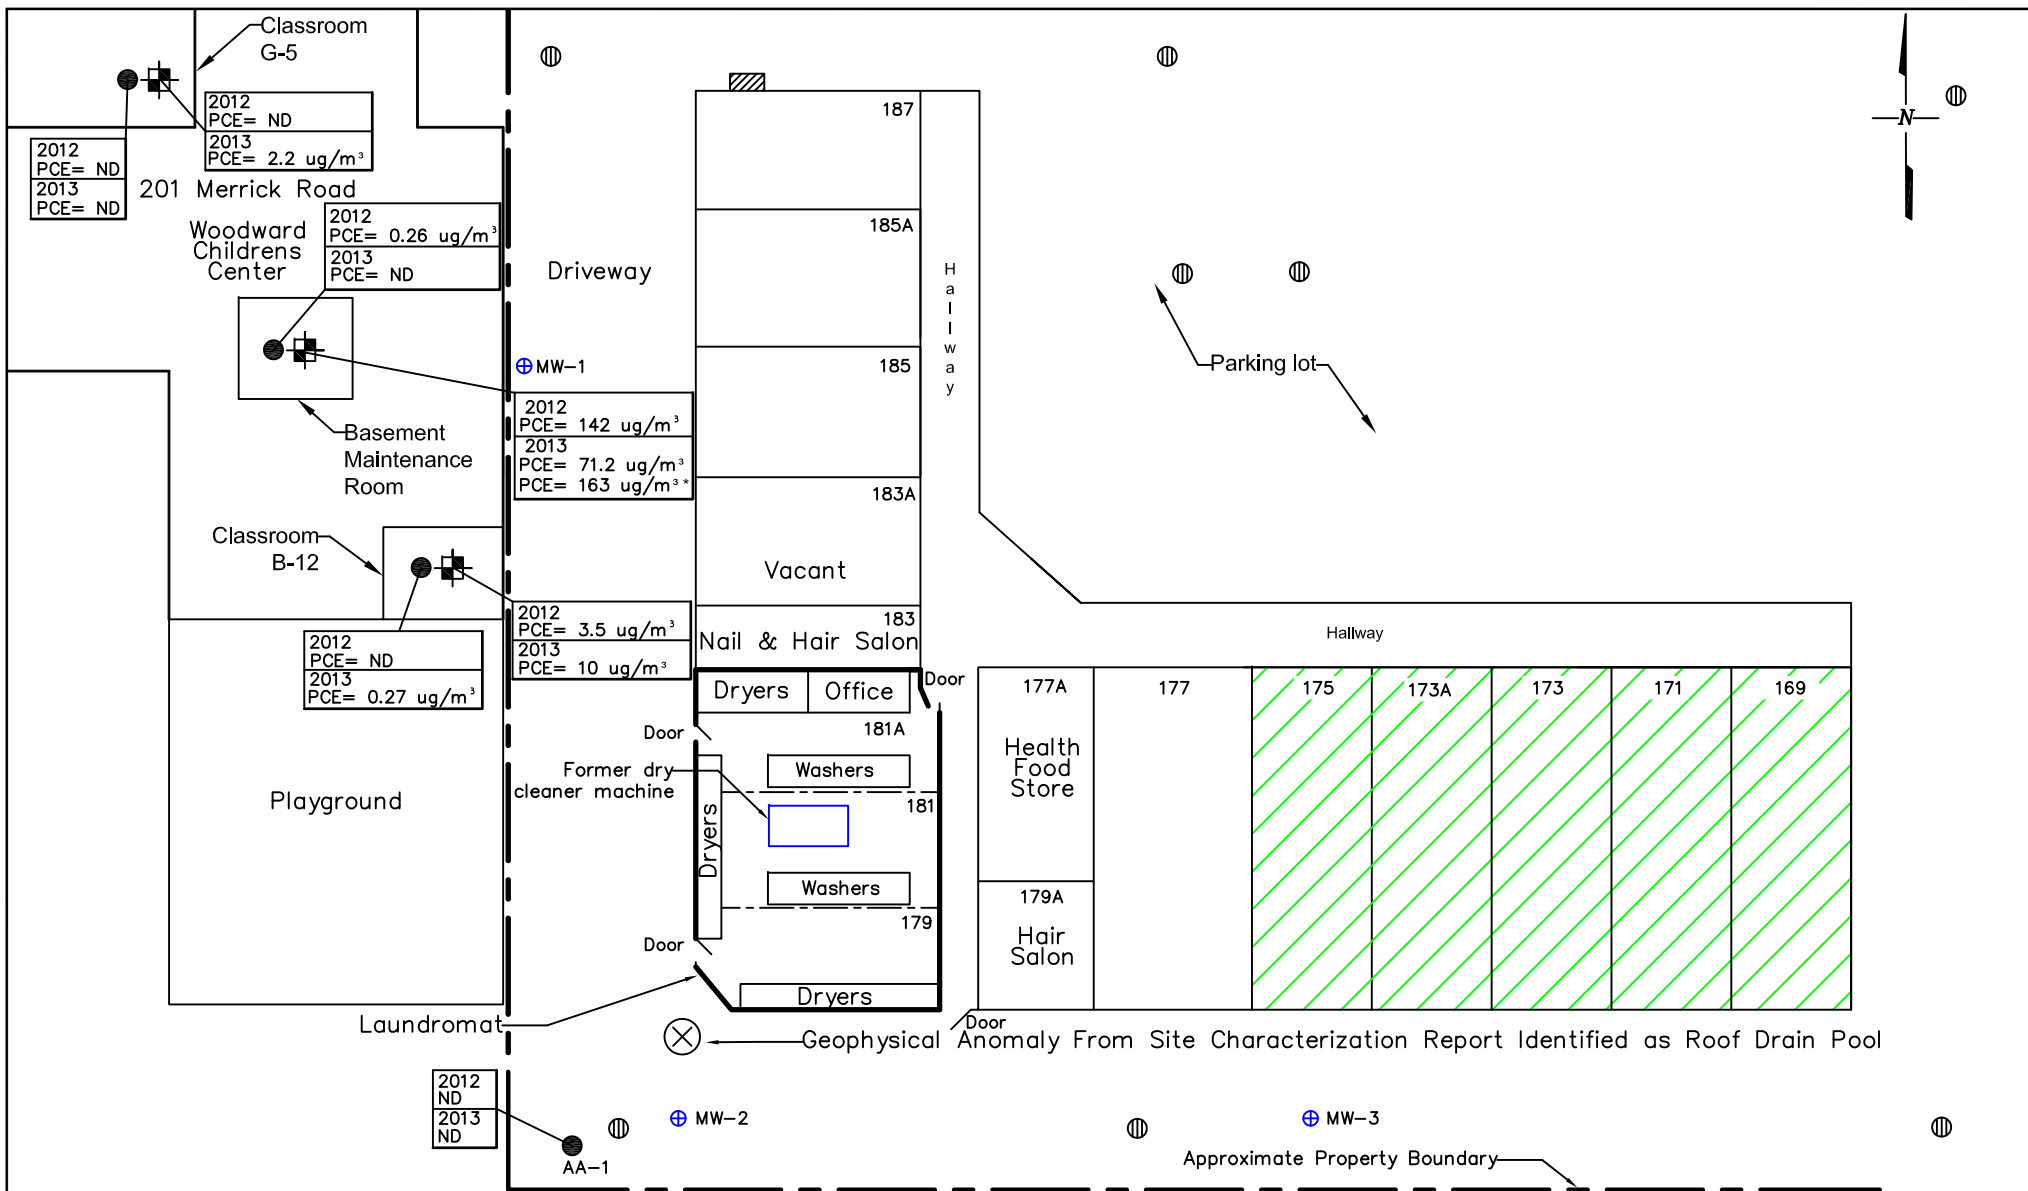 Classroom
G-5
2012
PCE= ND
2013
PCE= 2.2 ug/m³
2012
PCE= ND
2013
PCE= ND
201 Merrick Road
Woodward
Childrens
Center
2012
PCE= 0.26 ug/m³
2013
PCE= ND
Driveway
MW-1
2012
PCE= 142 ug/m³
2013
PCE= 71.2 ug/m³
PCE= 163 ug/m³*
Basement
Maintenance
Room
Classroom
B-12
2012
PCE= 3.5 ug/m³
2013
PCE= 10 ug/m³
2012
PCE= ND
2013
PCE= 0.27 ug/m³
Playground
187
185A
185
183A
Vacant
183
Nail & Hair Salon
Hallway
N
Parking lot
Hallway
Dryers
Office
Door
181A
Door
Washers
Former dry
cleaner machine
181
Dryers
Washers
179
Door
Dryers
Laundromat
177A
Health
Food
Store
179A
Hair
Salon
177
175
173A
173
171
169
Door
Geophysical Anomaly From Site Characterization Report Identified as Roof Drain Pool
2012
ND
2013
ND
AA-1
MW-2
MW-3
Approximate Property Boundary